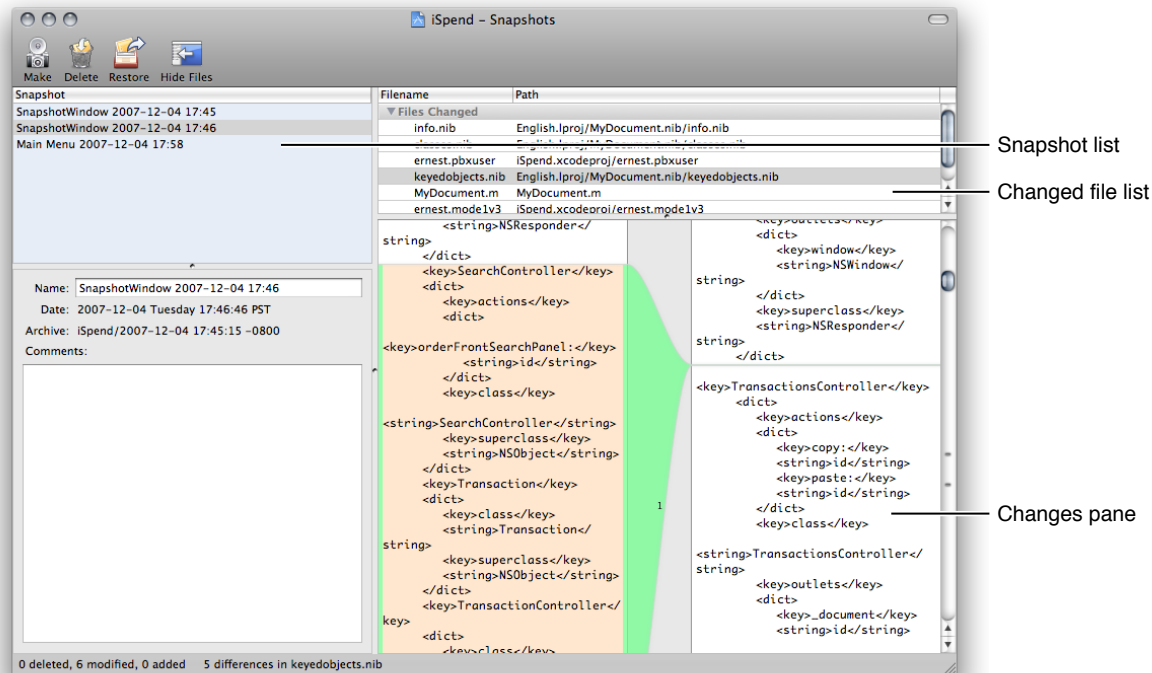 iSpend – Snapshots
Make Delete Restore Hide Files
Snapshot
SnapshotWindow 2007-12-04 17:45
SnapshotWindow 2007-12-04 17:46
Main Menu 2007-12-04 17:58
Filename Path
Files Changed
info.nib English.lproj/MyDocument.nib/info.nib
classes.nib English.lproj/MyDocument.nib/classes.nib
ernest.pbxuser iSpend.xcodeproj/ernest.pbxuser
keyedobjects.nib English.lproj/MyDocument.nib/keyedobjects.nib
MyDocument.m MyDocument.m
ernest.mode1v3 iSpend.xcodeproj/ernest.mode1v3
Snapshot list
Changed file list
Name: SnapshotWindow 2007-12-04 17:46
Date: 2007-12-04 Tuesday 17:46:46 PST
Archive: iSpend/2007-12-04 17:45:15 -0800
Comments:
<string>NSResponder</
string>
</dict>
<key>SearchController</key>
<dict>
<key>actions</key>
<dict>
<key>orderFrontSearchPanel:</key>
<string>id</string>
</dict>
<key>class</key>
<string>SearchController</string>
<key>superclass</key>
<string>NSObject</string>
</dict>
<key>Transaction</key>
<dict>
<key>class</key>
<string>Transaction</
string>
<key>superclass</key>
<string>NSObject</string>
</dict>
<key>TransactionController</
key>
<dict>
<key>class</key>
1
<key>outlets</key>
<dict>
<key>window</key>
<string>NSWindow</
string>
</dict>
<key>superclass</key>
<string>NSResponder</
string>
</dict>
<key>TransactionsController</key>
<dict>
<key>actions</key>
<dict>
<key>copy:</key>
<string>id</string>
<key>paste:</key>
<string>id</string>
</dict>
<key>class</key>
<string>TransactionsController</
string>
<key>outlets</key>
<dict>
<key>_document</key>
<string>id</string>
Changes pane
0 deleted, 6 modified, 0 added 5 differences in keyedobjects.nib